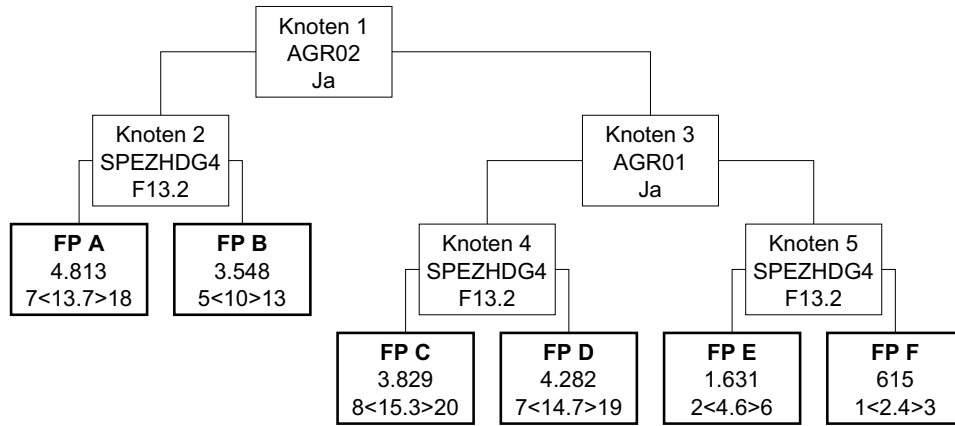 Knoten 1
AGR02
Ja
Knoten 2
SPEZHDG4
F13.2
Knoten 3
AGR01
Ja
FP A
4.813
7<13.7>18
FP B
3.548
5<10>13
Knoten 4
SPEZHDG4
F13.2
Knoten 5
SPEZHDG4
F13.2
FP C
3.829
8<15.3>20
FP D
4.282
7<14.7>19
FP E
1.631
2<4.6>6
FP F
615
1<2.4>3